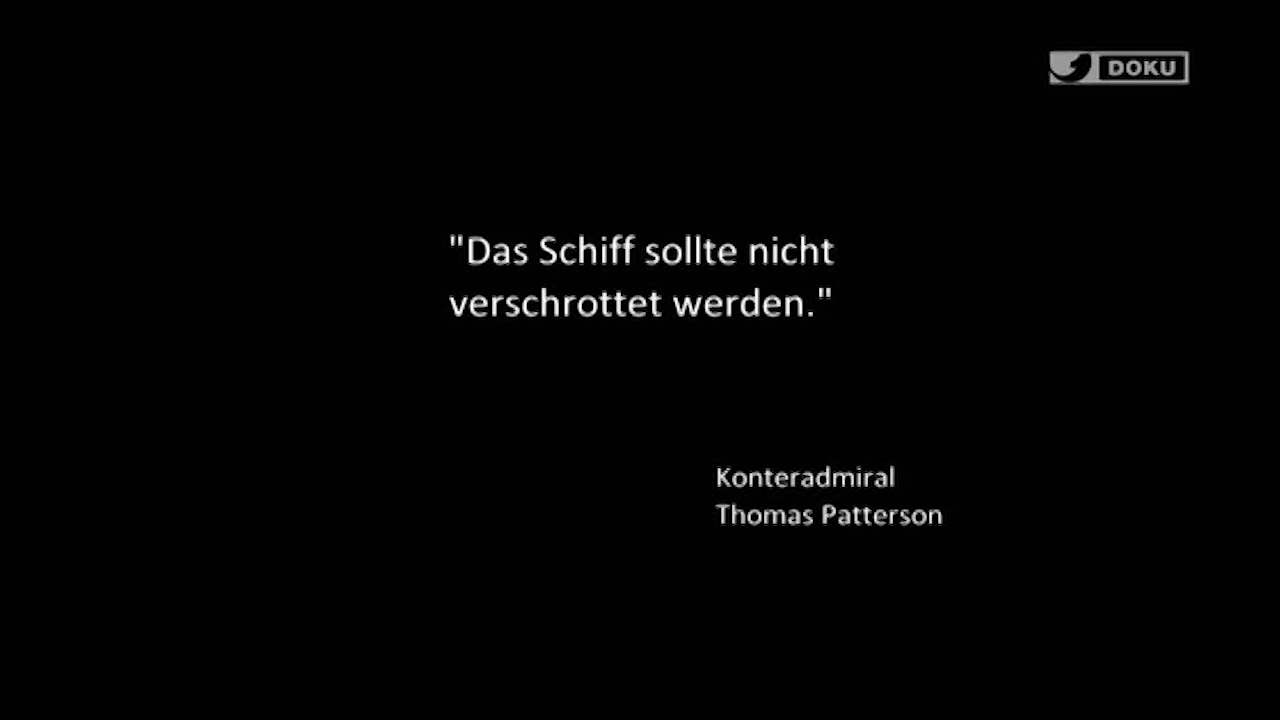 DOKU
"Das Schiff sollte nicht
verschrottet werden."
Konteradmiral
Thomas Patterson